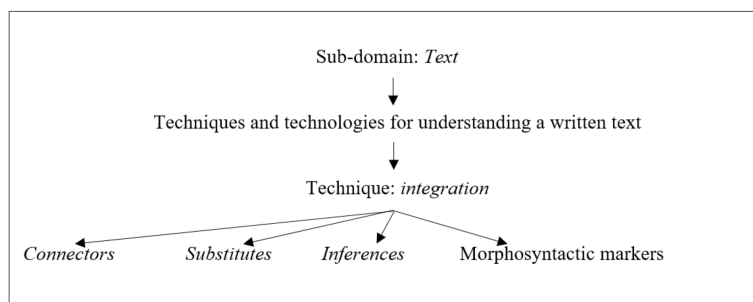 Sub-domain: Text
Techniques and technologies for understanding a written text
Technique: integration
Connectors Substitutes Inferences Morphosyntactic markers